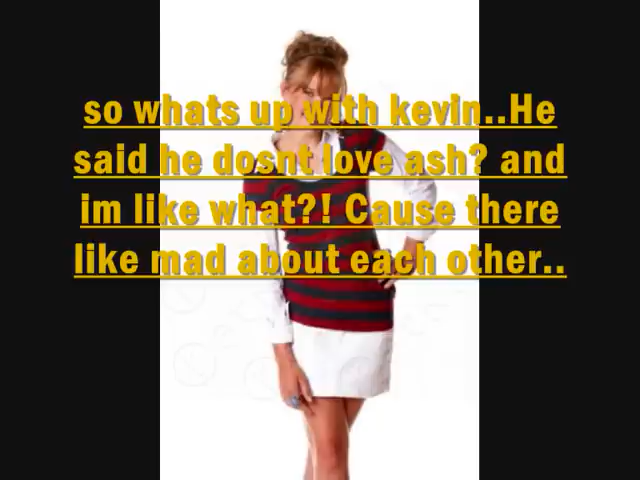 so whats up with kevin..He
said he dosnt love ash? and
im like what?! Cause there
like mad about each other..